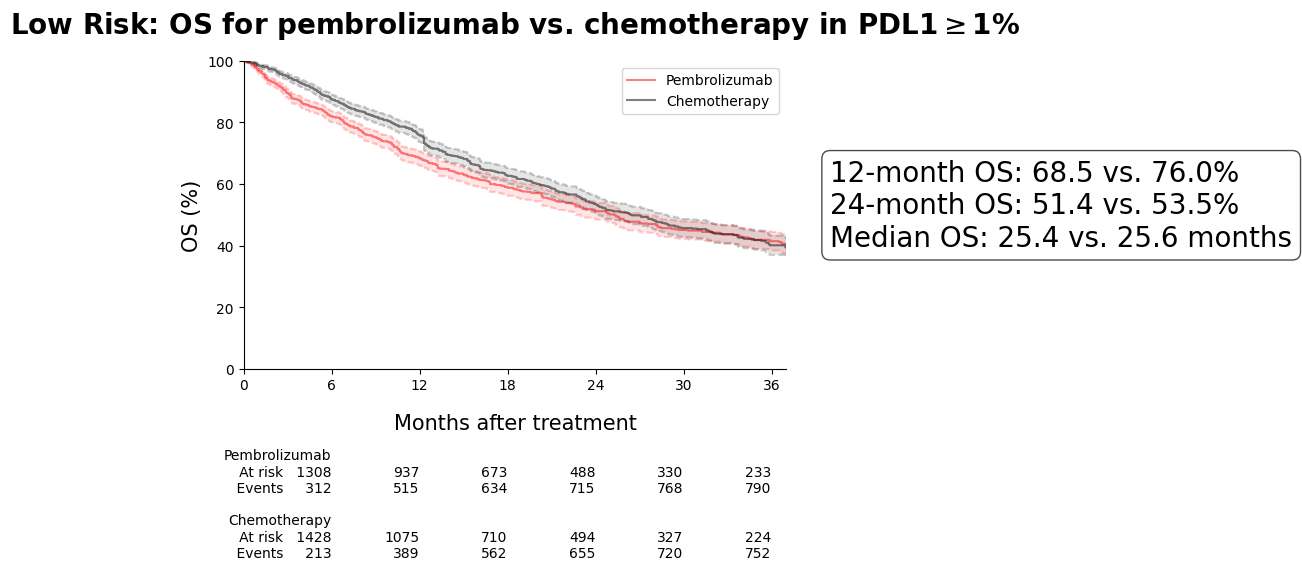 Low Risk: OS for pembrolizumab vs. chemotherapy in PDL1 ≥ 1%
100
80
60
40
20
0
OS (%)
Pembrolizumab
Chemotherapy
0 6 12 18 24 30 36
Months after treatment
12-month OS: 68.5 vs. 76.0%
24-month OS: 51.4 vs. 53.5%
Median OS: 25.4 vs. 25.6 months
Pembrolizumab
At risk 1308 937 673 488 330 233
Events 312 515 634 715 768 790
Chemotherapy
At risk 1428 1075 710 494 327 224
Events 213 389 562 655 720 752